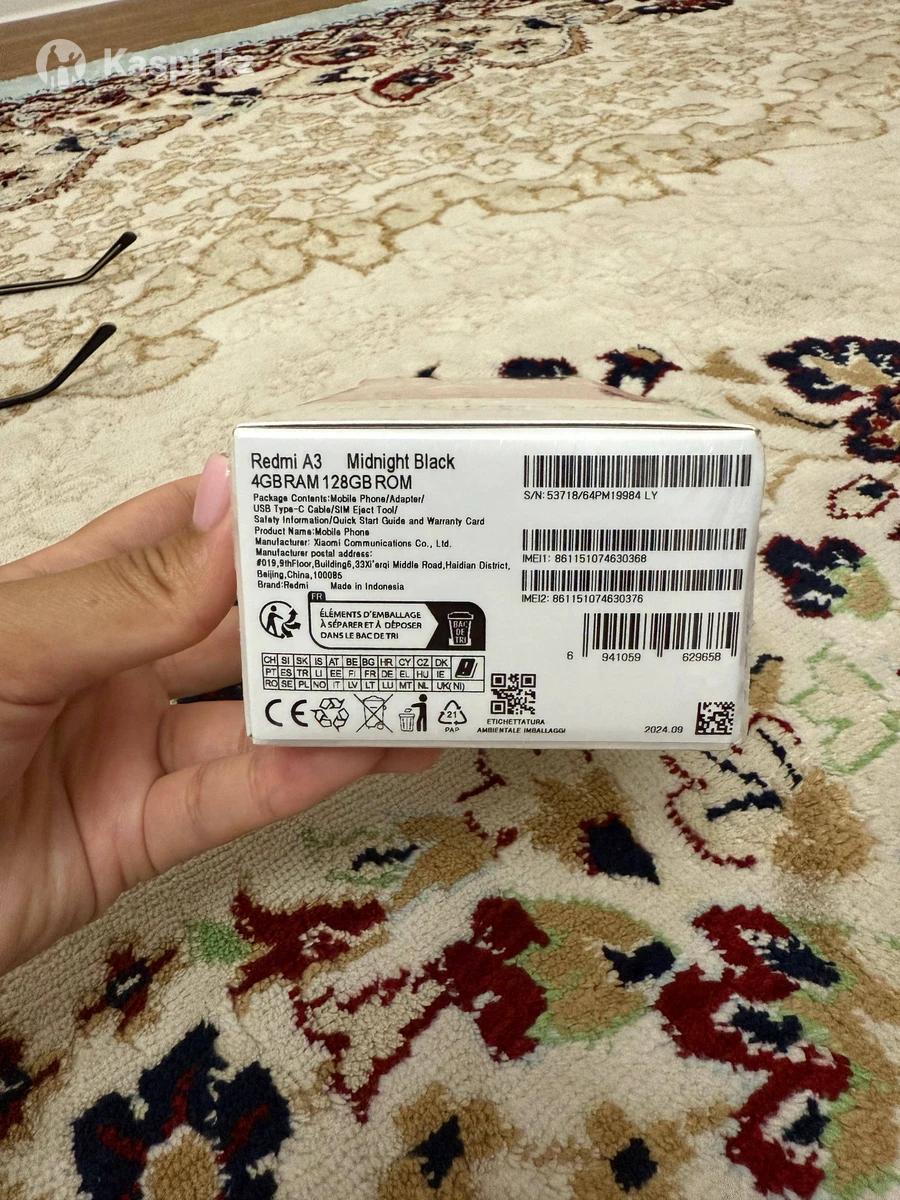 Kaspi.kz
Redmi A3 Midnight Black
4GB RAM 128GB ROM
Package Contents:Mobile Phone/Adapter/
USB Type-C Cable/SIM Eject Tool/
Safety Information/Quick Start Guide and Warranty Card
Product Name:Mobile Phone
Manufacturer: Xiaomi Communications Co., Ltd.
Manufacturer postal address:
#019,9thFloor,Building6,33Xi'erqi Middle Road,Haidian District,
Beijing,China,100085
Brand:Redmi Made in Indonesia
S/N: 53718/64PM19984 LY
IMEI1: 861151074630368
IMEI2: 861151074630376
6 941059 629658
FR
ÉLÉMENTS D'EMBALLAGE
À SÉPARER ET À DÉPOSER
DANS LE BAC DE TRI
BAC
DE
TRI
CH SI SK IS AT BE BG HR CY CZ DK
PT ES TR LI EE FI FR DE EL HU IE
RO SE PL NO IT LV LT LU MT NL UK(NI)
CE
21
PAP
ETICHETTATURA
AMBIENTALE IMBALLAGGI
2024.09